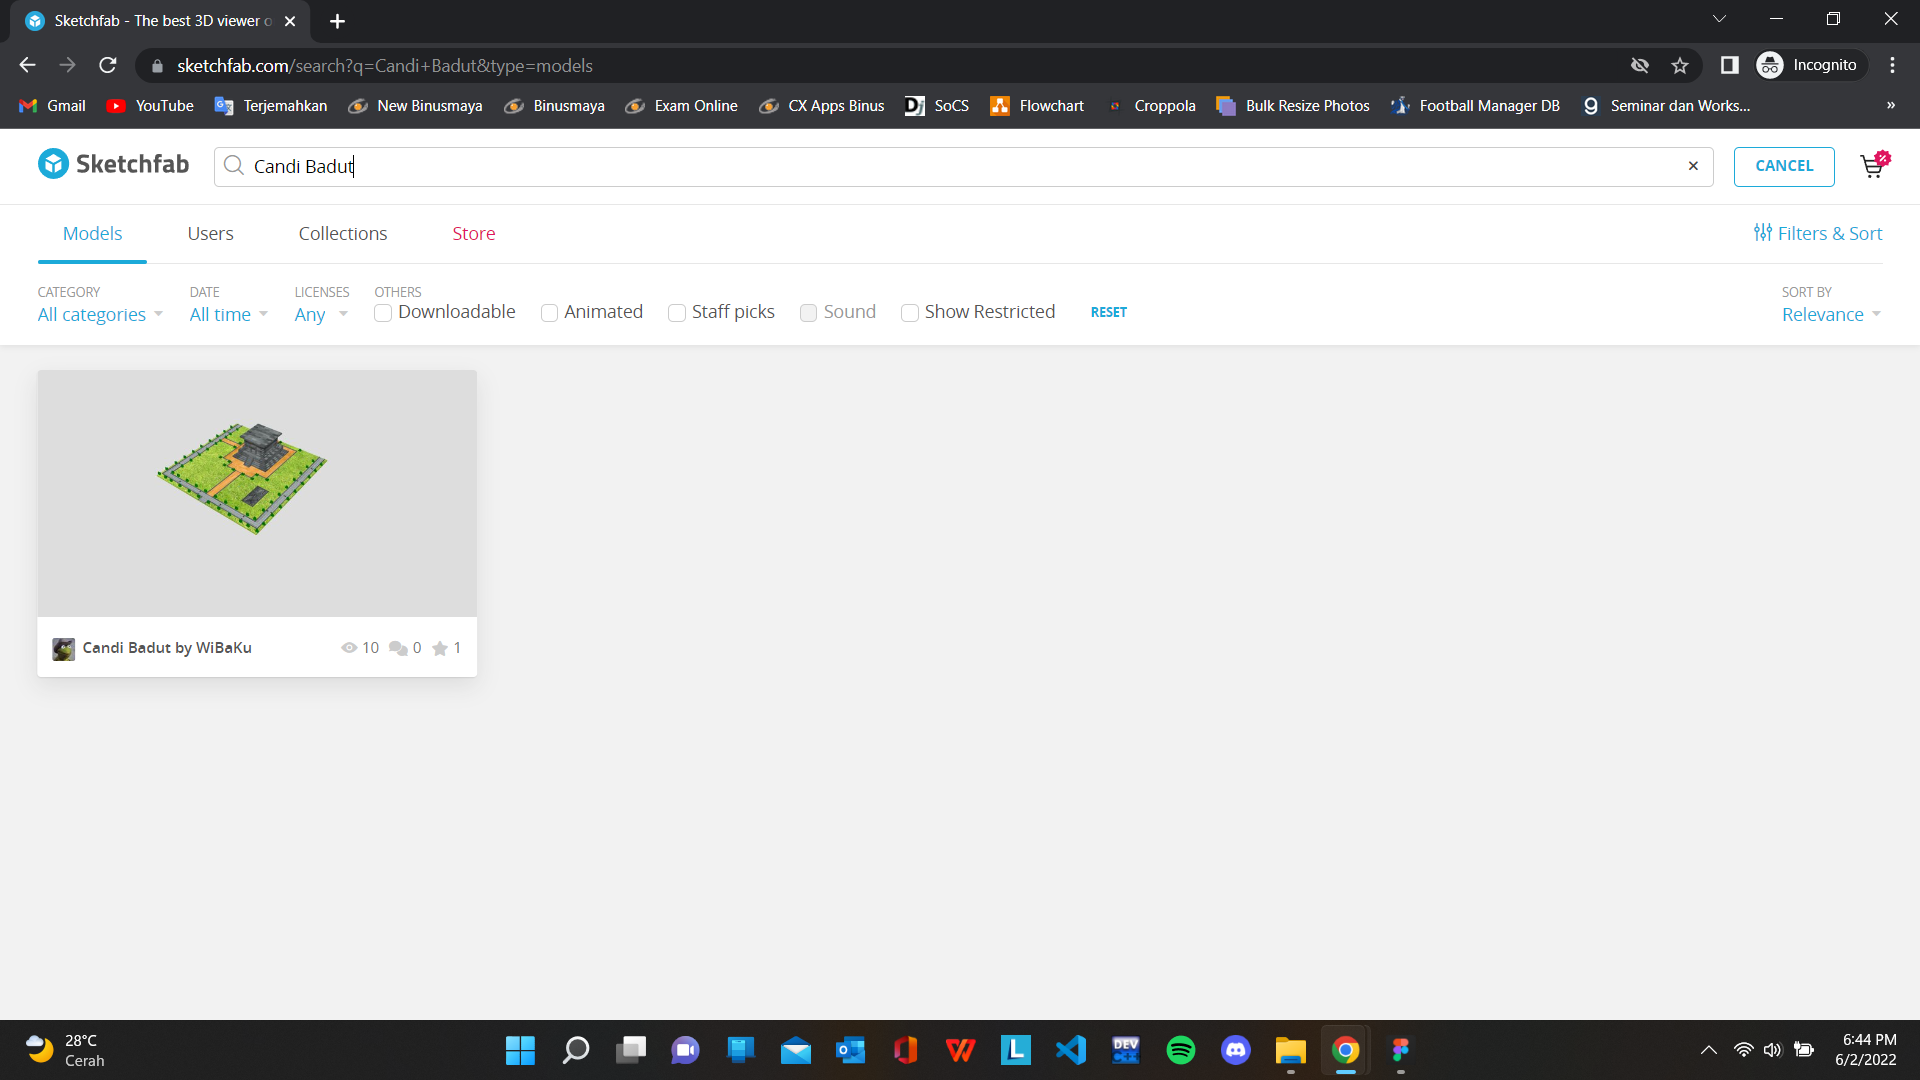 Sketchfab - The best 3D viewer o
sketchfab.com/search?q=Candi+Badut&type=models
Incognito
Gmail
YouTube
Terjemahkan
New Binusmaya
Binusmaya
Exam Online
CX Apps Binus
SoCS
Flowchart
Croppola
Bulk Resize Photos
Football Manager DB
Seminar dan Works...
Sketchfab
Candi Badut
CANCEL
Models
Users
Collections
Store
Filters & Sort
CATEGORY
All categories
DATE
All time
LICENSES
Any
OTHERS
Downloadable
Animated
Staff picks
Sound
Show Restricted
RESET
SORT BY
Relevance
Candi Badut by WiBaKu
10
0
1
28°C
Cerah
DEV
6:44 PM
6/2/2022